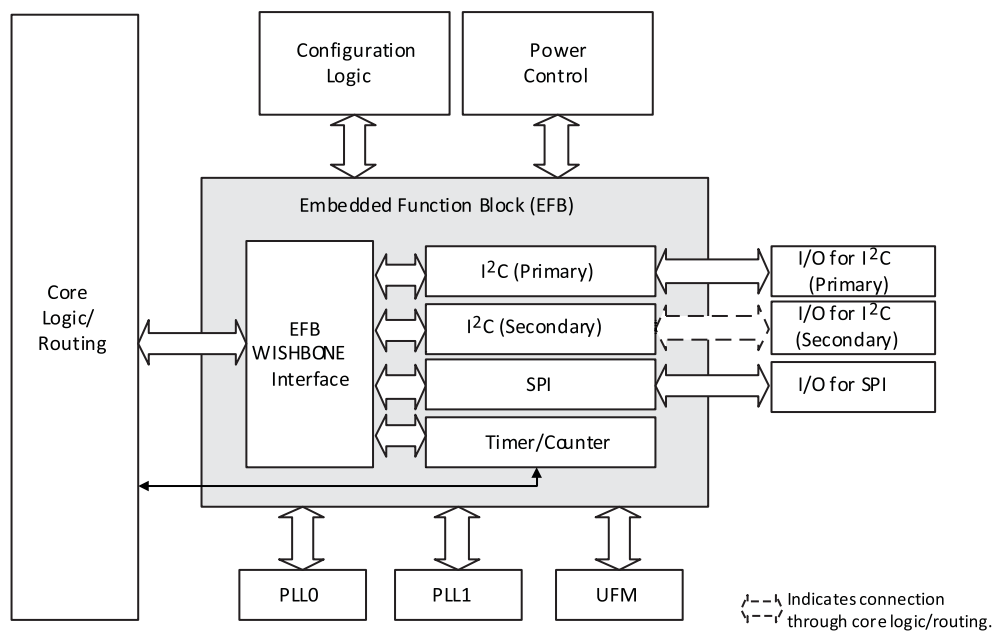 Configuration
Logic
Power
Control
Embedded Function Block (EFB)
Core
Logic/
Routing
EFB
WISHBONE
Interface
I2C (Primary)
I2C (Secondary)
SPI
Timer/Counter
I/O for I2C
(Primary)
I/O for I2C
(Secondary)
I/O for SPI
PLL0
PLL1
UFM
Indicates connection
through core logic/routing.